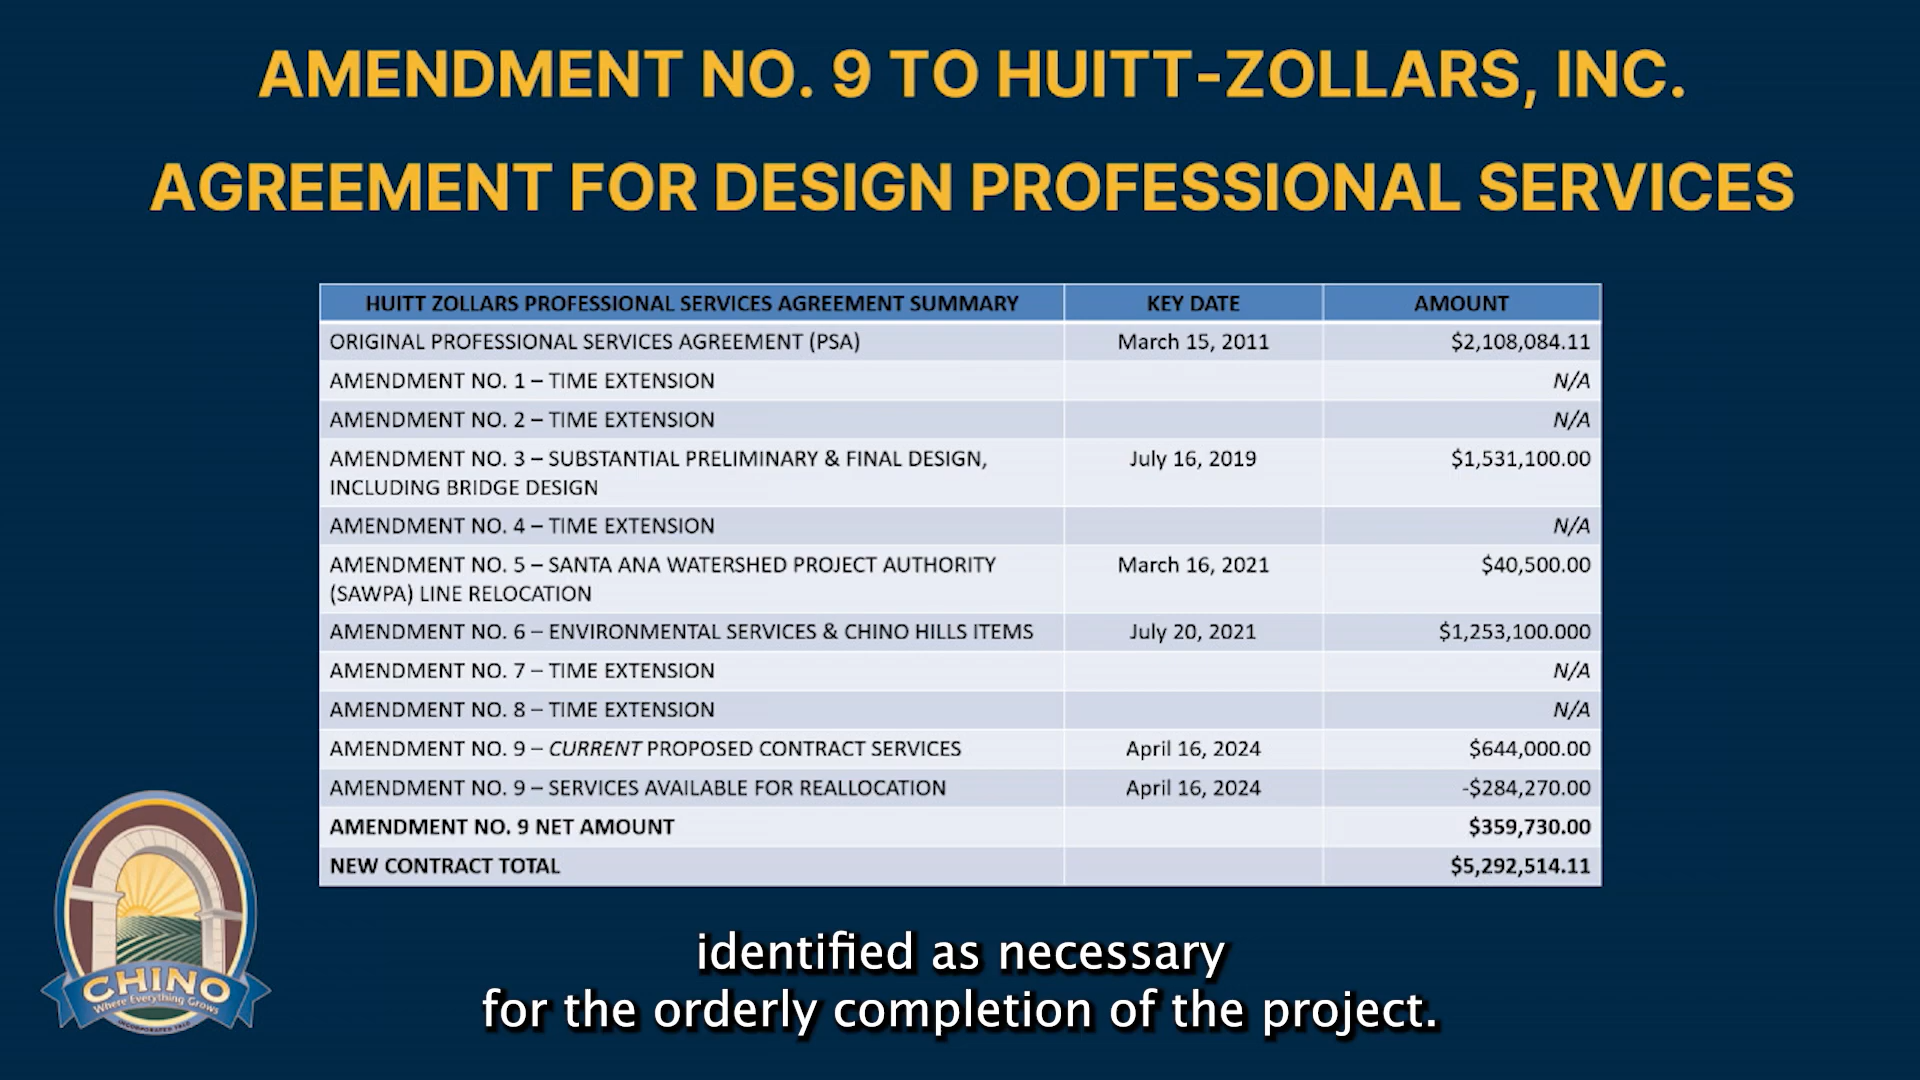 AMENDMENT NO. 9 TO HUITT-ZOLLARS, INC.
AGREEMENT FOR DESIGN PROFESSIONAL SERVICES
HUITT ZOLLARS PROFESSIONAL SERVICES AGREEMENT SUMMARY KEY DATE AMOUNT
ORIGINAL PROFESSIONAL SERVICES AGREEMENT (PSA) March 15, 2011 $2,108,084.11
AMENDMENT NO. 1 – TIME EXTENSION N/A
AMENDMENT NO. 2 – TIME EXTENSION N/A
AMENDMENT NO. 3 – SUBSTANTIAL PRELIMINARY & FINAL DESIGN, July 16, 2019 $1,531,100.00
INCLUDING BRIDGE DESIGN
AMENDMENT NO. 4 – TIME EXTENSION N/A
AMENDMENT NO. 5 – SANTA ANA WATERSHED PROJECT AUTHORITY March 16, 2021 $40,500.00
(SAWPA) LINE RELOCATION
AMENDMENT NO. 6 – ENVIRONMENTAL SERVICES & CHINO HILLS ITEMS July 20, 2021 $1,253,100.000
AMENDMENT NO. 7 – TIME EXTENSION N/A
AMENDMENT NO. 8 – TIME EXTENSION N/A
AMENDMENT NO. 9 – CURRENT PROPOSED CONTRACT SERVICES April 16, 2024 $644,000.00
AMENDMENT NO. 9 – SERVICES AVAILABLE FOR REALLOCATION April 16, 2024 -$284,270.00
AMENDMENT NO. 9 NET AMOUNT $359,730.00
NEW CONTRACT TOTAL $5,292,514.11
CHINO
Where Everything Grows
INCORPORATED
identified as necessary
for the orderly completion of the project.